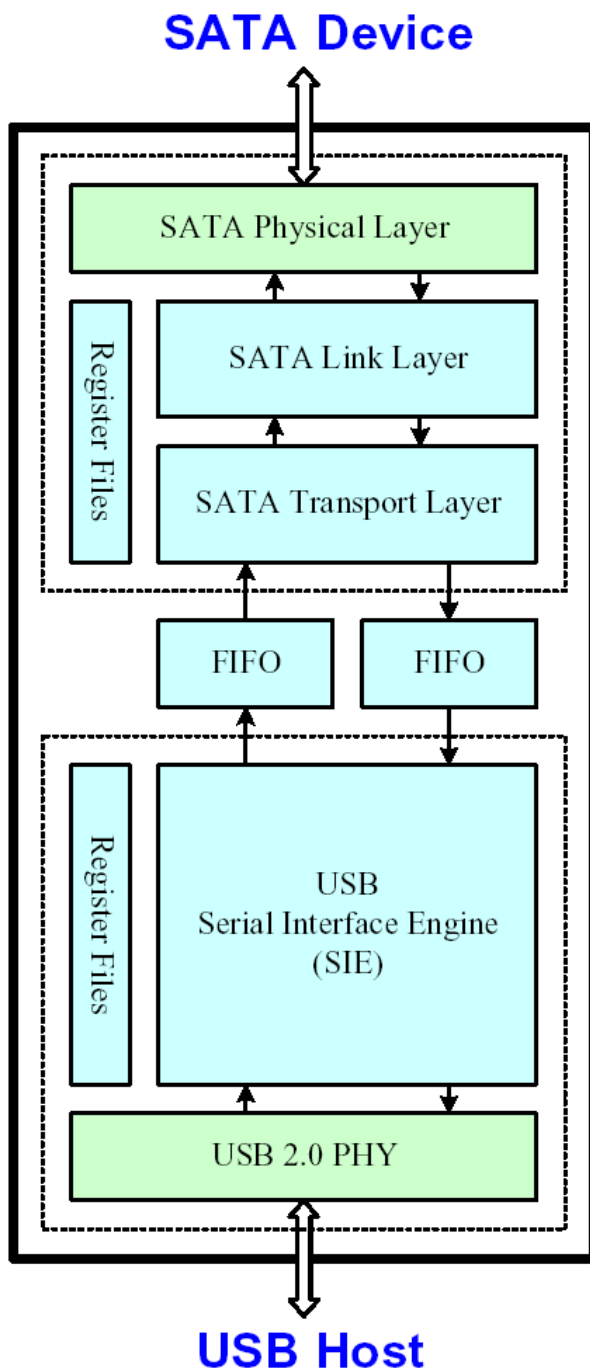 SATA Device
SATA Physical Layer
Register Files
SATA Link Layer
SATA Transport Layer
FIFO
FIFO
Register Files
USB
Serial Interface Engine
(SIE)
USB 2.0 PHY
USB Host